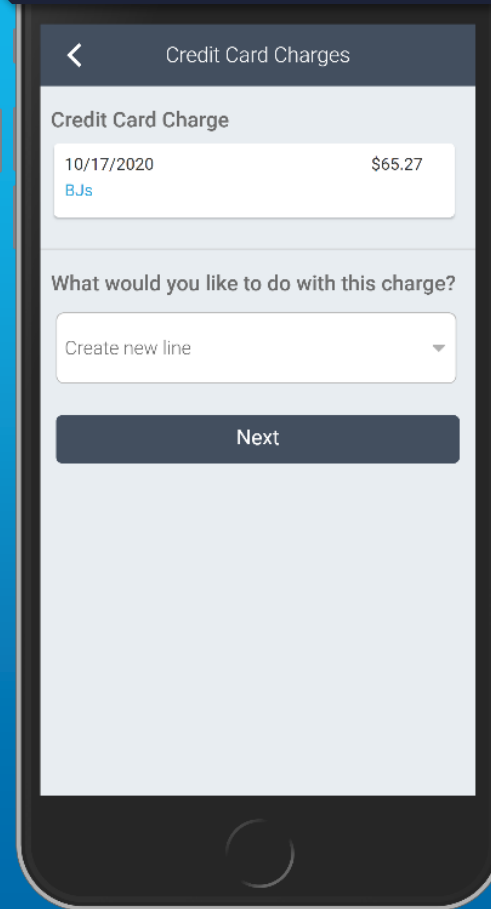 Credit Card Charges
Credit Card Charge
10/17/2020 $65.27
BJs
What would you like to do with this charge?
Create new line
Next